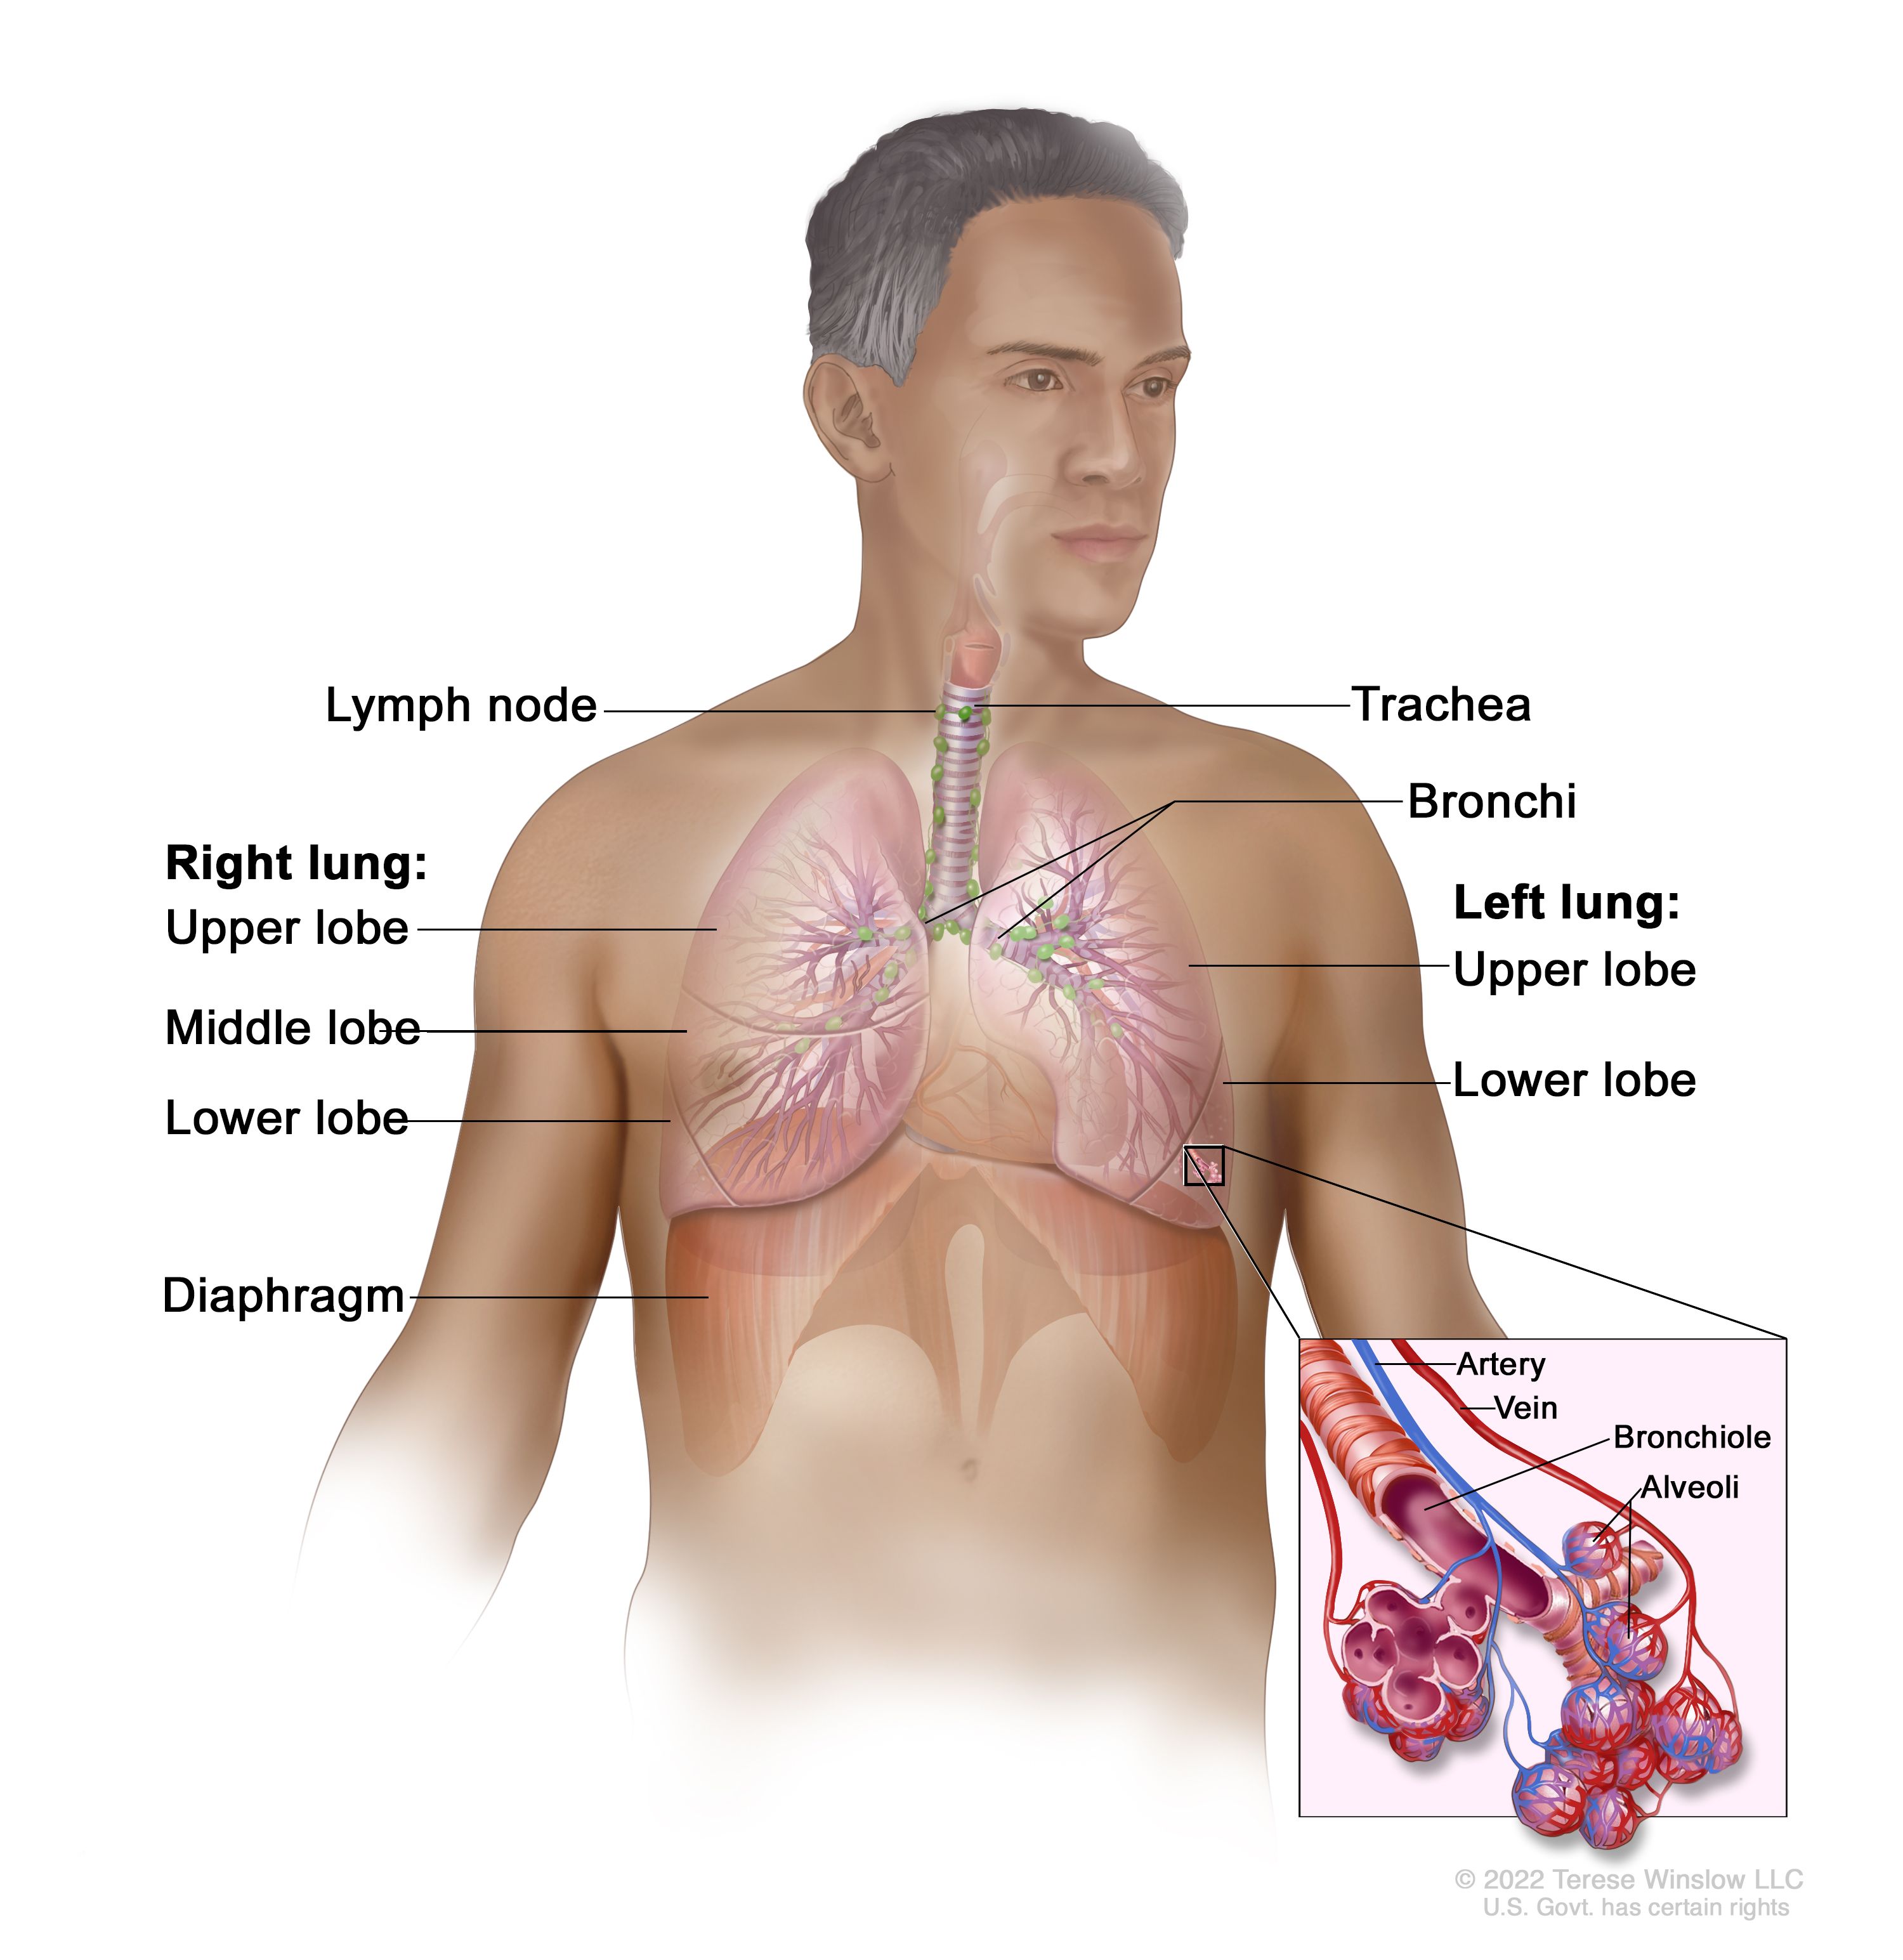 Lymph node
Trachea
Bronchi
Right lung:
Upper lobe
Middle lobe
Lower lobe
Left lung:
Upper lobe
Lower lobe
Diaphragm
Artery
Vein
Bronchiole
Alveoli
© 2022 Terese Winslow LLC
U.S. Govt. has certain rights